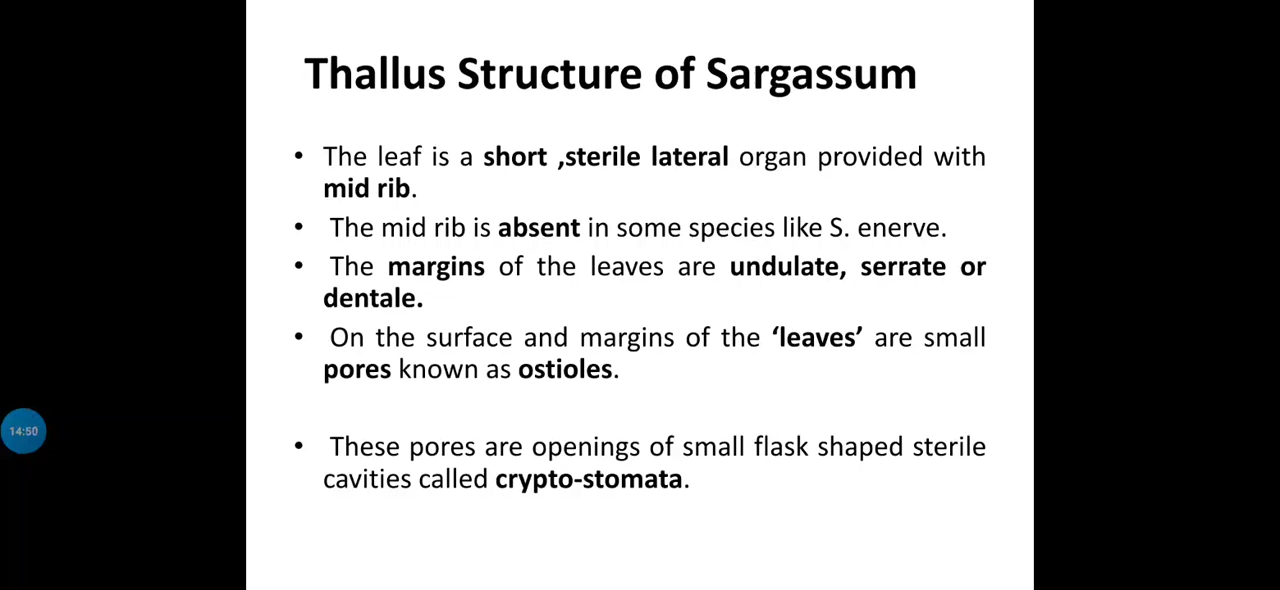 Thallus Structure of Sargassum
• The leaf is a short ,sterile lateral organ provided with
mid rib.
• The mid rib is absent in some species like S. enerve.
• The margins of the leaves are undulate, serrate or
dentale.
• On the surface and margins of the ‘leaves’ are small
pores known as ostioles.
14:50
• These pores are openings of small flask shaped sterile
cavities called crypto-stomata.